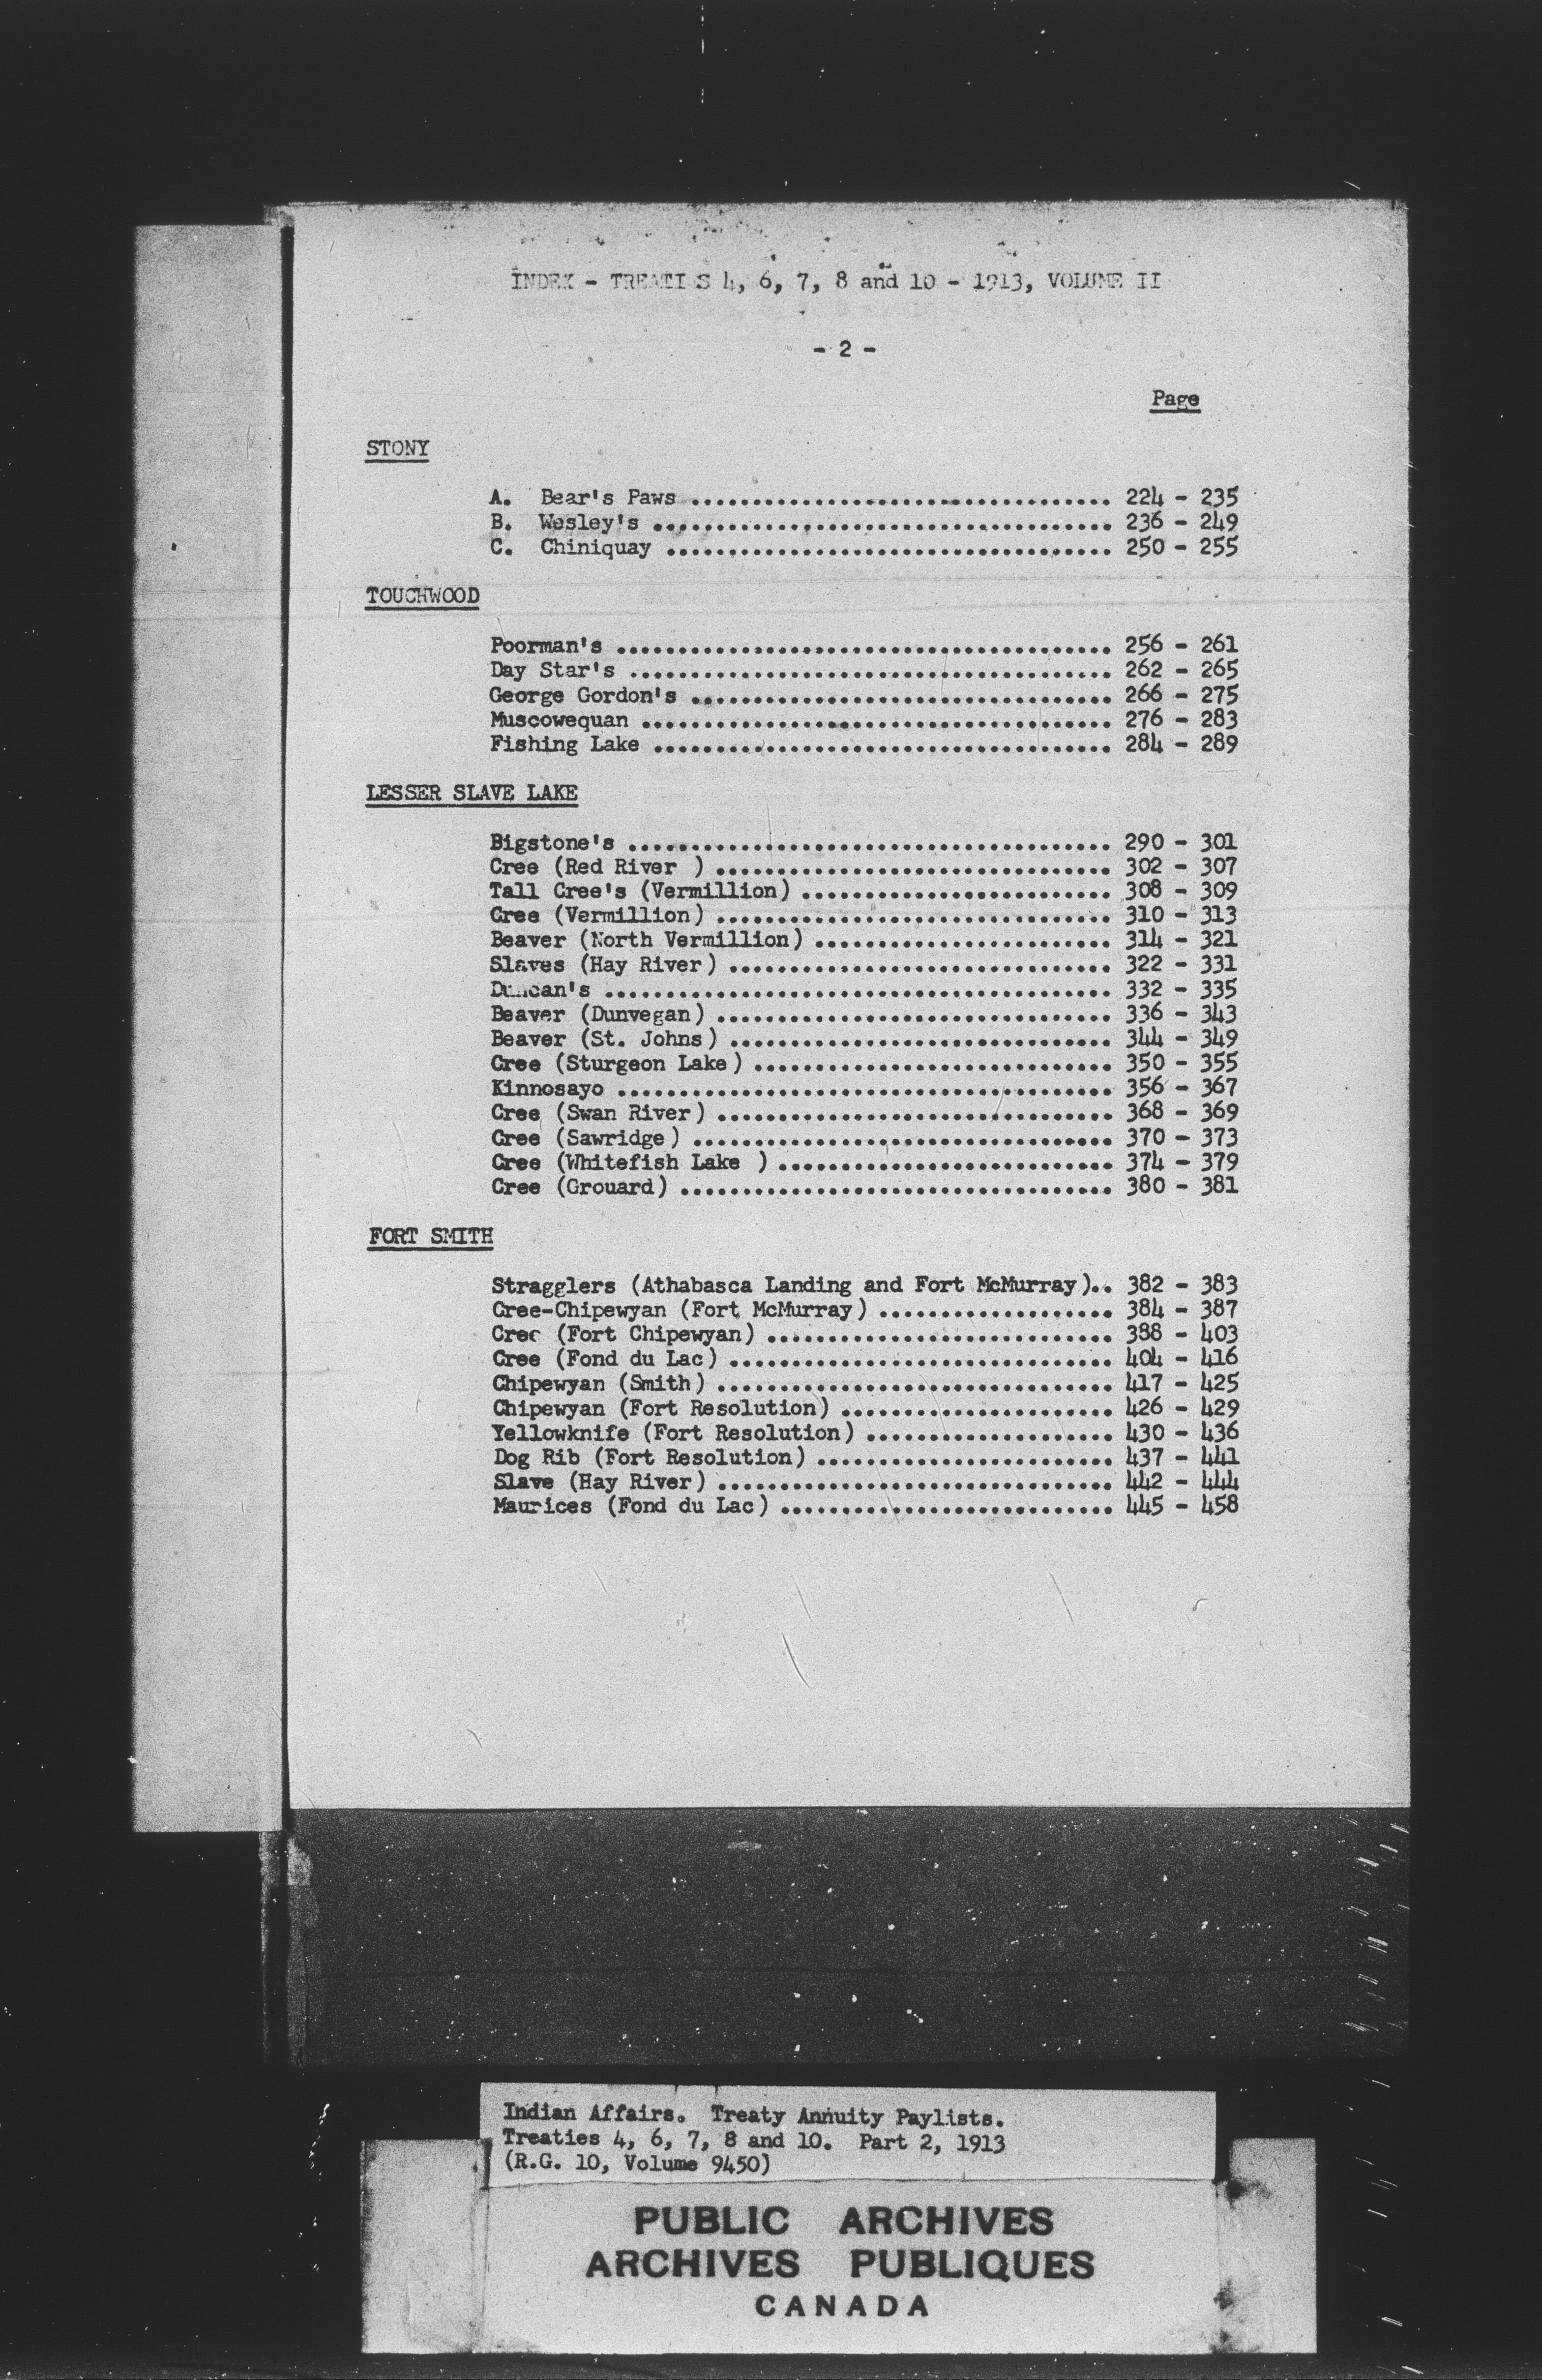 INDEX - TREATI S 4, 6, 7, 8 and 10 - 1913, VOLUME II
- 2 -
Page
STONY
A. Bear's Paws .................................. 224 - 235
B. Wesley's ..................................... 236 - 249
C. Chiniquay .................................... 250 - 255
TOUCHWOOD
Poorman's ........................................ 256 - 261
Day Star's ....................................... 262 - 265
George Gordon's .................................. 266 - 275
Muscowequan ...................................... 276 - 283
Fishing Lake ..................................... 284 - 289
LESSER SLAVE LAKE
Bigstone's ....................................... 290 - 301
Cree (Red River ) ................................ 302 - 307
Tall Cree's (Vermillion) ......................... 308 - 309
Cree (Vermillion) ................................ 310 - 313
Beaver (North Vermillion) ........................ 314 - 321
Slaves (Hay River) ............................... 322 - 331
Duncan's ......................................... 332 - 335
Beaver (Dunvegan) ................................ 336 - 343
Beaver (St. Johns) ............................... 344 - 349
Cree (Sturgeon Lake) ............................. 350 - 355
Kinnosayo ........................................ 356 - 367
Cree (Swan River) ................................ 368 - 369
Cree (Sawridge) .................................. 370 - 373
Cree (Whitefish Lake ) ........................... 374 - 379
Cree (Grouard) ................................... 380 - 381
FORT SMITH
Stragglers (Athabasca Landing and Fort McMurray).. 382 - 383
Cree-Chipewyan (Fort McMurray) ................... 384 - 387
Cree (Fort Chipewyan) ............................ 388 - 403
Cree (Fond du Lac) ............................... 404 - 416
Chipewyan (Smith) ................................ 417 - 425
Chipewyan (Fort Resolution) ...................... 426 - 429
Yellowknife (Fort Resolution) .................... 430 - 436
Dog Rib (Fort Resolution) ........................ 437 - 441
Slave (Hay River) ................................ 442 - 444
Maurices (Fond du Lac) ........................... 445 - 458
Indian Affairs. Treaty Annuity Paylists.
Treaties 4, 6, 7, 8 and 10. Part 2, 1913
(R.G. 10, Volume 9450)
PUBLIC ARCHIVES
ARCHIVES PUBLIQUES
CANADA